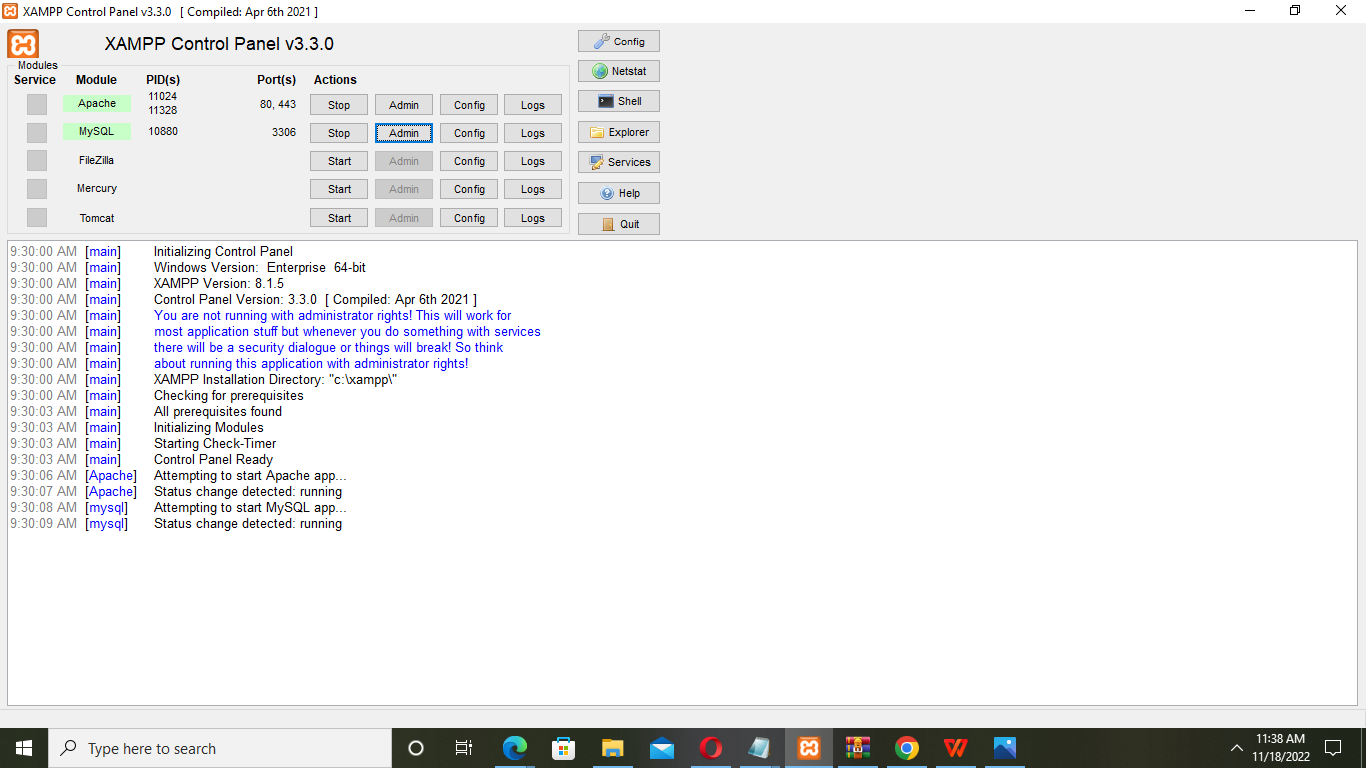 XAMPP Control Panel v3.3.0 [ Compiled: Apr 6th 2021 ]
XAMPP Control Panel v3.3.0
Config
Netstat
Shell
Explorer
Services
Help
Quit
Modules
Service Module PID(s) Port(s) Actions
Apache 11024 11328 80, 443 Stop Admin Config Logs
MySQL 10880 3306 Stop Admin Config Logs
FileZilla Start Admin Config Logs
Mercury Start Admin Config Logs
Tomcat Start Admin Config Logs
9:30:00 AM [main] Initializing Control Panel
9:30:00 AM [main] Windows Version: Enterprise 64-bit
9:30:00 AM [main] XAMPP Version: 8.1.5
9:30:00 AM [main] Control Panel Version: 3.3.0 [ Compiled: Apr 6th 2021 ]
9:30:00 AM [main] You are not running with administrator rights! This will work for
9:30:00 AM [main] most application stuff but whenever you do something with services
9:30:00 AM [main] there will be a security dialogue or things will break! So think
9:30:00 AM [main] about running this application with administrator rights!
9:30:00 AM [main] XAMPP Installation Directory: "c:\xampp\"
9:30:00 AM [main] Checking for prerequisites
9:30:03 AM [main] All prerequisites found
9:30:03 AM [main] Initializing Modules
9:30:03 AM [main] Starting Check-Timer
9:30:03 AM [main] Control Panel Ready
9:30:06 AM [Apache] Attempting to start Apache app...
9:30:07 AM [Apache] Status change detected: running
9:30:08 AM [mysql] Attempting to start MySQL app...
9:30:09 AM [mysql] Status change detected: running
Type here to search
11:38 AM
11/18/2022